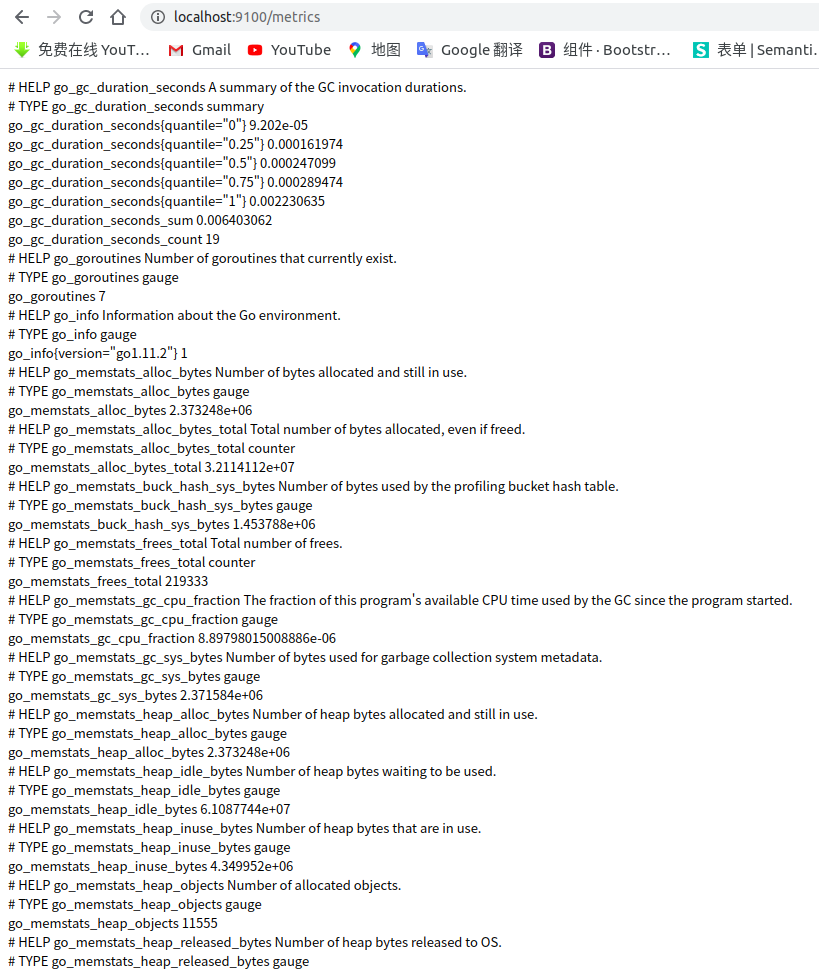 localhost:9100/metrics
免费在线 YouT… Gmail YouTube 地图 Google 翻译 组件 · Bootstr… 表单 | Semanti.
# HELP go_gc_duration_seconds A summary of the GC invocation durations.
# TYPE go_gc_duration_seconds summary
go_gc_duration_seconds{quantile="0"} 9.202e-05
go_gc_duration_seconds{quantile="0.25"} 0.000161974
go_gc_duration_seconds{quantile="0.5"} 0.000247099
go_gc_duration_seconds{quantile="0.75"} 0.000289474
go_gc_duration_seconds{quantile="1"} 0.002230635
go_gc_duration_seconds_sum 0.006403062
go_gc_duration_seconds_count 19
# HELP go_goroutines Number of goroutines that currently exist.
# TYPE go_goroutines gauge
go_goroutines 7
# HELP go_info Information about the Go environment.
# TYPE go_info gauge
go_info{version="go1.11.2"} 1
# HELP go_memstats_alloc_bytes Number of bytes allocated and still in use.
# TYPE go_memstats_alloc_bytes gauge
go_memstats_alloc_bytes 2.373248e+06
# HELP go_memstats_alloc_bytes_total Total number of bytes allocated, even if freed.
# TYPE go_memstats_alloc_bytes_total counter
go_memstats_alloc_bytes_total 3.2114112e+07
# HELP go_memstats_buck_hash_sys_bytes Number of bytes used by the profiling bucket hash table.
# TYPE go_memstats_buck_hash_sys_bytes gauge
go_memstats_buck_hash_sys_bytes 1.453788e+06
# HELP go_memstats_frees_total Total number of frees.
# TYPE go_memstats_frees_total counter
go_memstats_frees_total 219333
# HELP go_memstats_gc_cpu_fraction The fraction of this program's available CPU time used by the GC since the program started.
# TYPE go_memstats_gc_cpu_fraction gauge
go_memstats_gc_cpu_fraction 8.89798015008886e-06
# HELP go_memstats_gc_sys_bytes Number of bytes used for garbage collection system metadata.
# TYPE go_memstats_gc_sys_bytes gauge
go_memstats_gc_sys_bytes 2.371584e+06
# HELP go_memstats_heap_alloc_bytes Number of heap bytes allocated and still in use.
# TYPE go_memstats_heap_alloc_bytes gauge
go_memstats_heap_alloc_bytes 2.373248e+06
# HELP go_memstats_heap_idle_bytes Number of heap bytes waiting to be used.
# TYPE go_memstats_heap_idle_bytes gauge
go_memstats_heap_idle_bytes 6.1087744e+07
# HELP go_memstats_heap_inuse_bytes Number of heap bytes that are in use.
# TYPE go_memstats_heap_inuse_bytes gauge
go_memstats_heap_inuse_bytes 4.349952e+06
# HELP go_memstats_heap_objects Number of allocated objects.
# TYPE go_memstats_heap_objects gauge
go_memstats_heap_objects 11555
# HELP go_memstats_heap_released_bytes Number of heap bytes released to OS.
# TYPE go_memstats_heap_released_bytes gauge